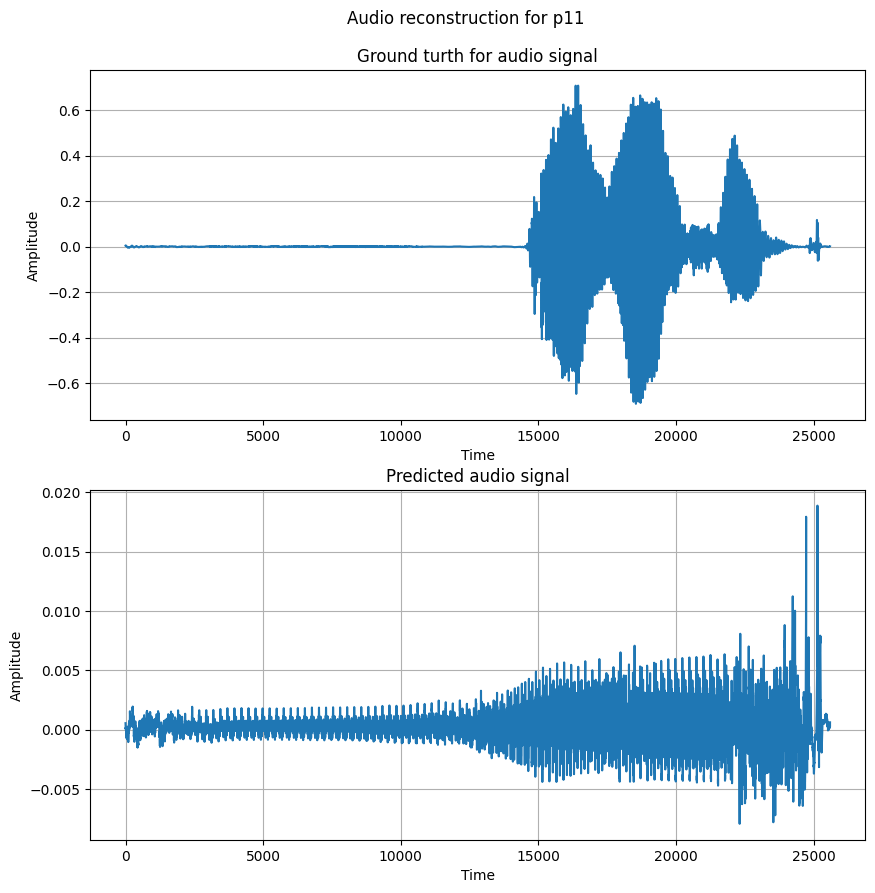 Audio reconstruction for p11
Ground turth for audio signal
0.6
0.4
0.2
0.0
−0.2
−0.4
−0.6
Amplitude
0 5000 10000 15000 20000 25000
Time
Predicted audio signal
0.020
0.015
0.010
0.005
0.000
−0.005
Amplitude
0 5000 10000 15000 20000 25000
Time